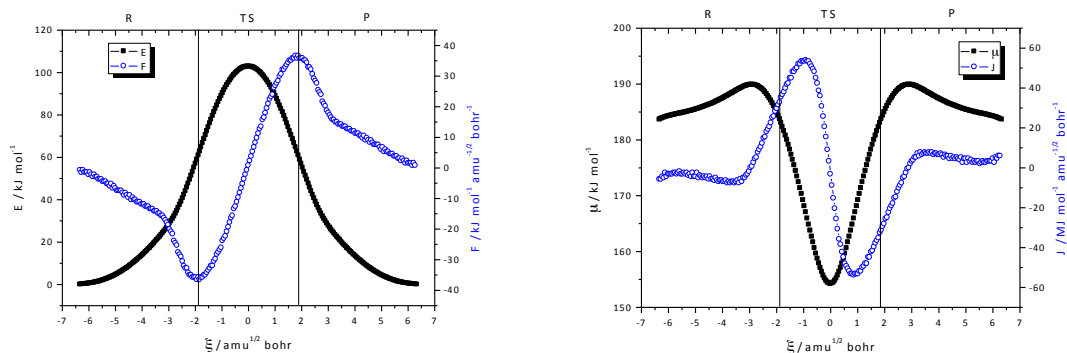 R TS P
120
100
80
60
40
20
0
E / kJ mol-1
E
F
40
30
20
10
0
-10
-20
-30
-40
F / kJ mol-1 amu-1/2 bohr-1
-7 -6 -5 -4 -3 -2 -1 0 1 2 3 4 5 6 7
ξ / amu1/2 bohr
R TS P
200
190
180
170
160
150
μ / kJ mol-1
μ
J
60
40
20
0
-20
-40
-60
J / MJ mol-1 amu-1/2 bohr-1
-7 -6 -5 -4 -3 -2 -1 0 1 2 3 4 5 6 7
ξ / amu1/2 bohr